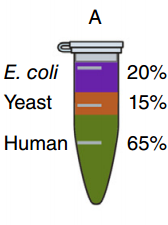 A
E. coli 20%
Yeast 15%
Human 65%